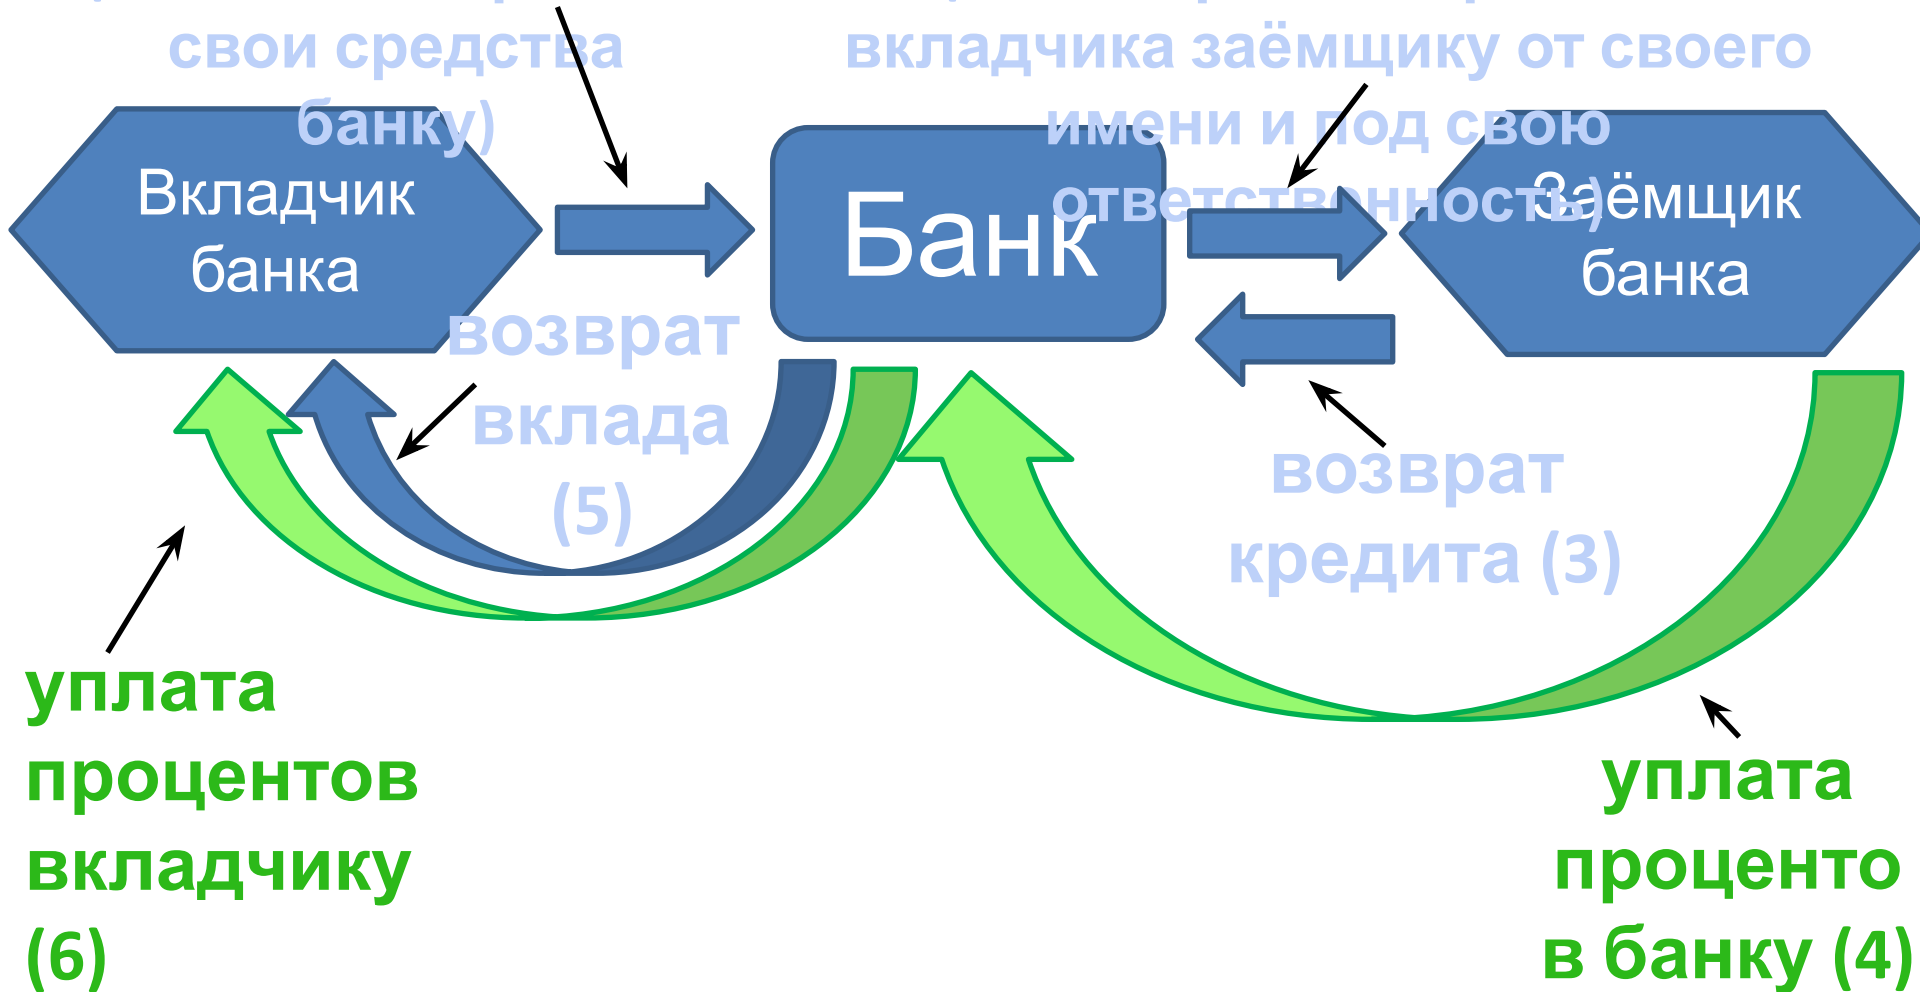 свои средства
банку)
вкладчика заёмщику от своего
имени и под свою
ответственность)
Вкладчик
банка
Банк
Заёмщик
банка
возврат
вклада
(5)
возврат
кредита (3)
уплата
процентов
вкладчику
(6)
уплата
проценто
в банку (4)